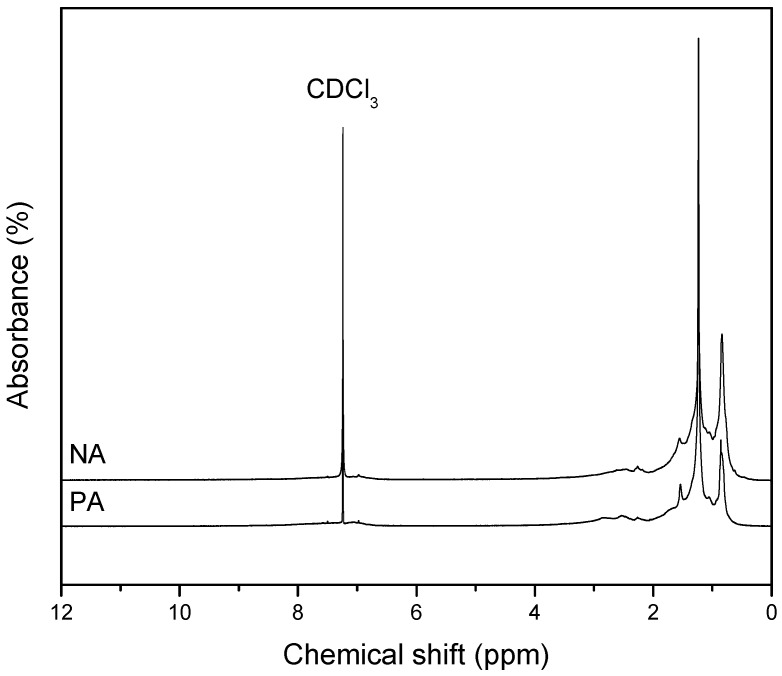 CDCl₃
Absorbance (%)
NA
PA
12 10 8 6 4 2 0
Chemical shift (ppm)